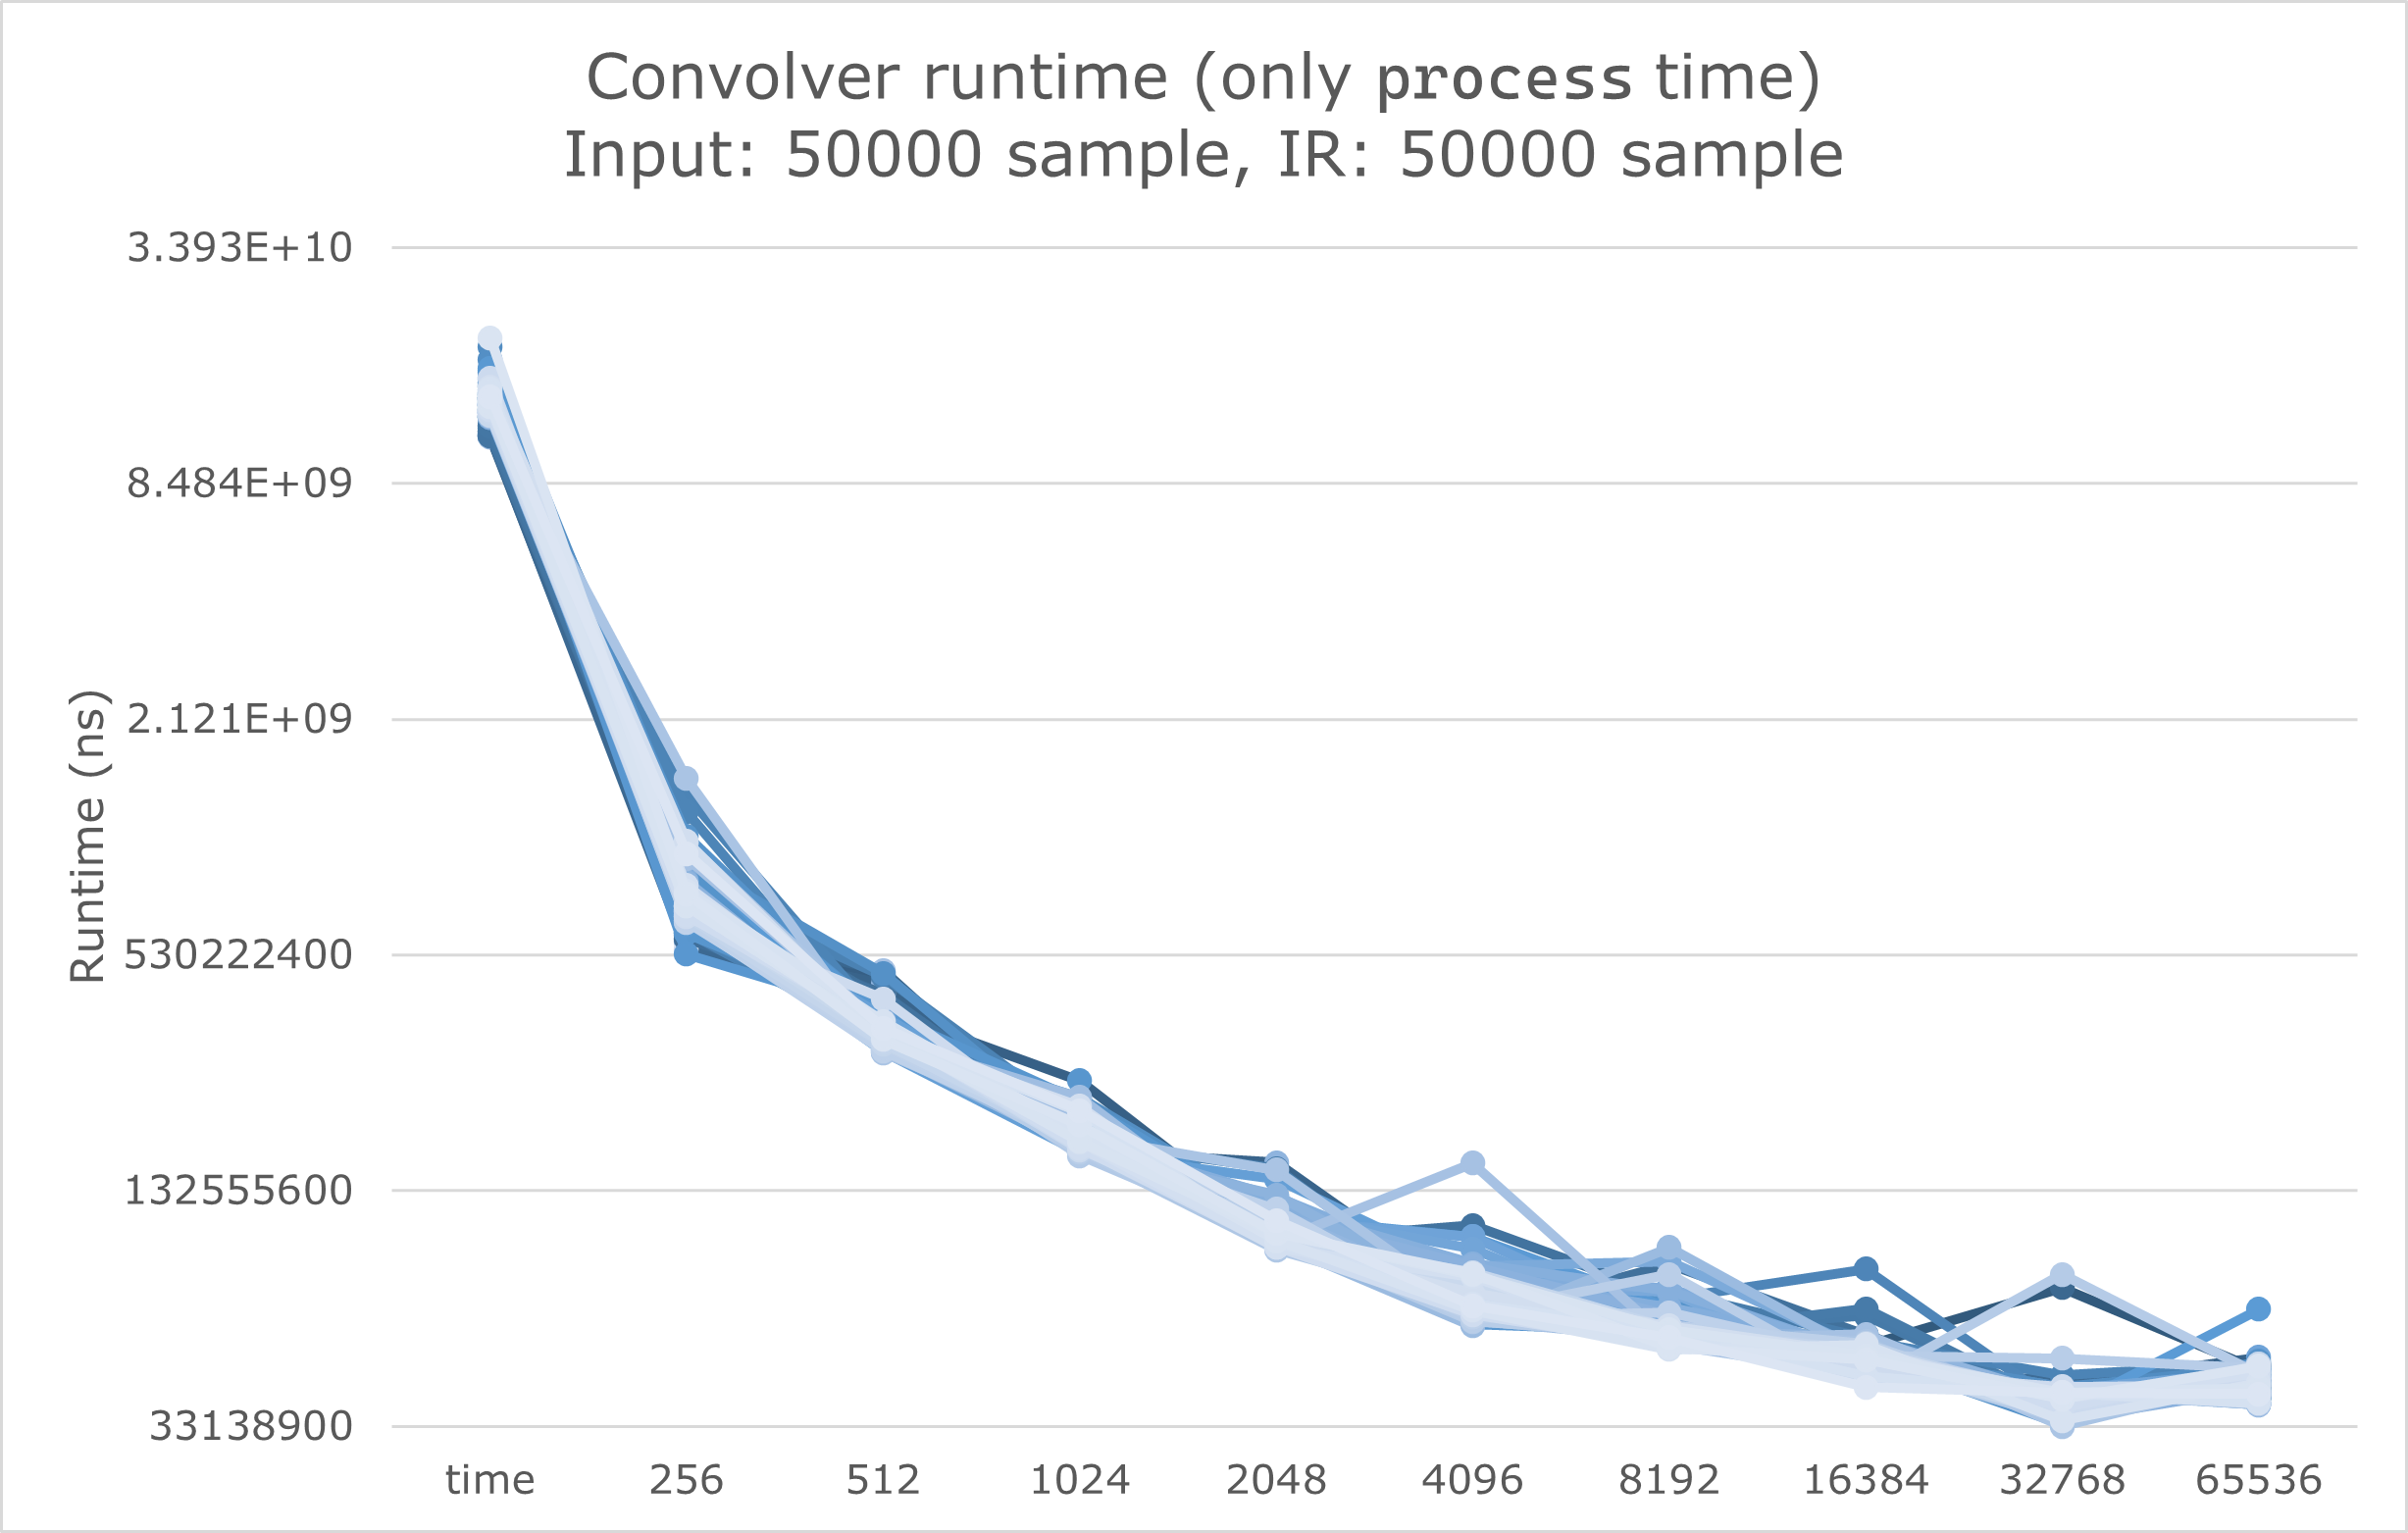 Convolver runtime (only process time)
Input: 50000 sample, IR: 50000 sample
Runtime (ns)
3.393E+10
8.484E+09
2.121E+09
530222400
132555600
33138900
time 256 512 1024 2048 4096 8192 16384 32768 65536